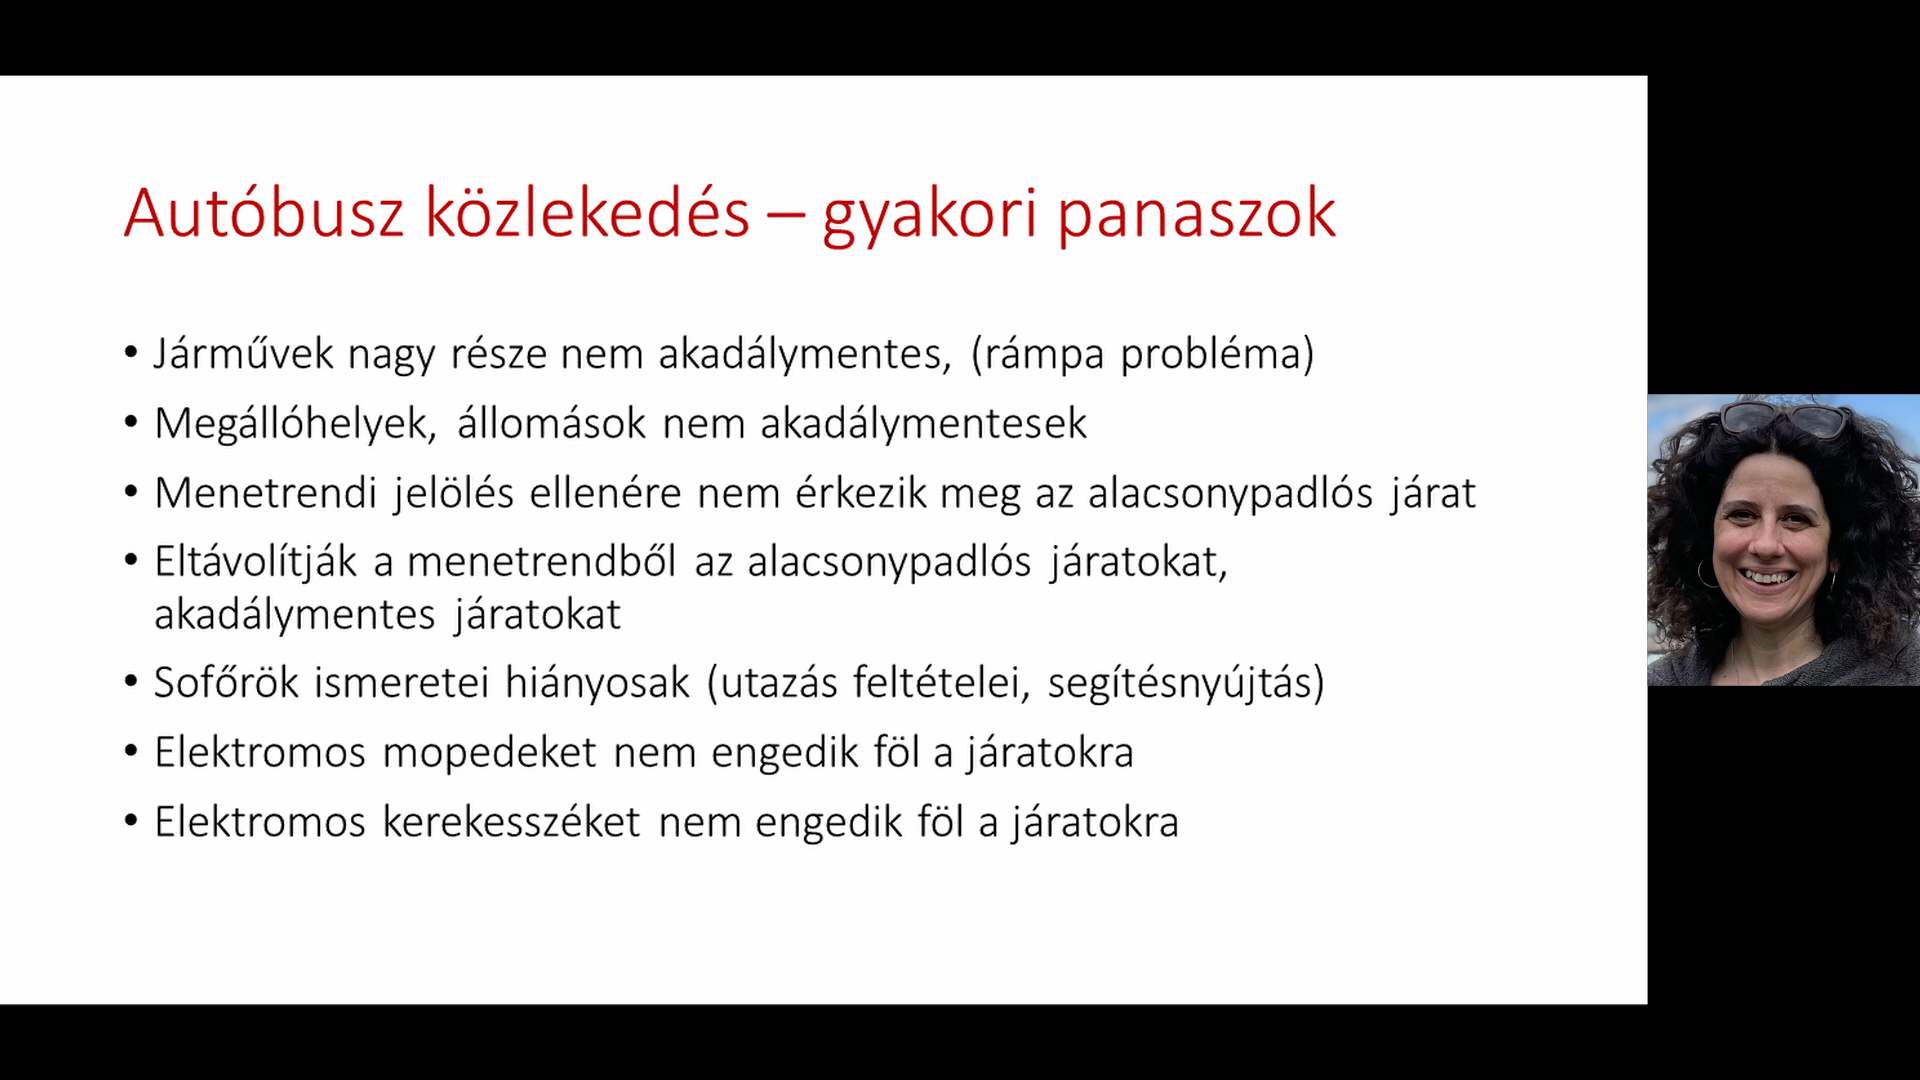 Autóbusz közlekedés – gyakori panaszok
• Járművek nagy része nem akadálymentes, (rámpa probléma)
• Megállóhelyek, állomások nem akadálymentesek
• Menetrendi jelölés ellenére nem érkezik meg az alacsonypadlós járat
• Eltávolítják a menetrendből az alacsonypadlós járatokat,
akadálymentes járatokat
• Sofőrök ismeretei hiányosak (utazás feltételei, segítésnyújtás)
• Elektromos mopedeket nem engedik föl a járatokra
• Elektromos kerekesszéket nem engedik föl a járatokra